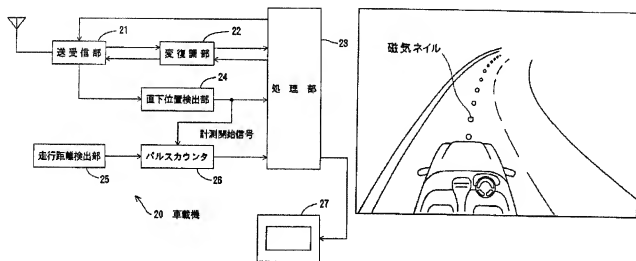 21
送受信部
22
変復調部
23
処理部
24
直下位置検出部
計測開始信号
走行距離検出部
25
パルスカウンタ
26
20 車載機
27
磁気ネイル